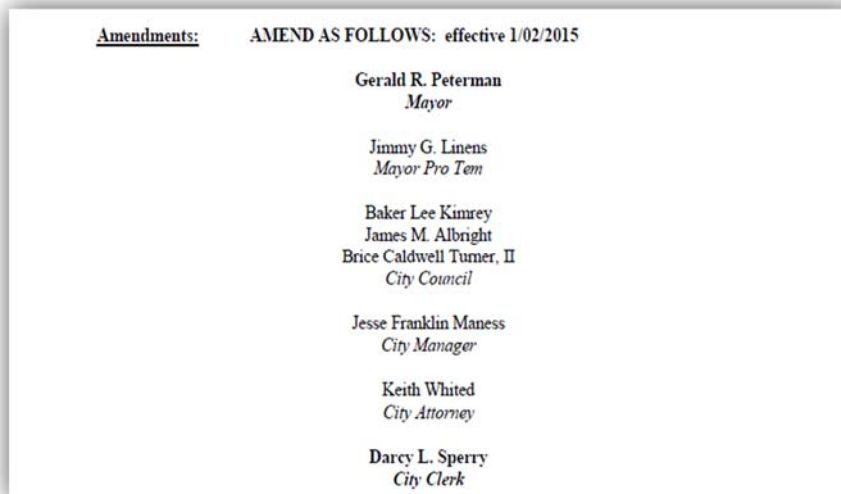 Amendments: AMEND AS FOLLOWS: effective 1/02/2015
Gerald R. Peterman
Mayor
Jimmy G. Linens
Mayor Pro Tem
Baker Lee Kimrey
James M. Albright
Brice Caldwell Turner, II
City Council
Jesse Franklin Maness
City Manager
Keith Whited
City Attorney
Darcy L. Sperry
City Clerk